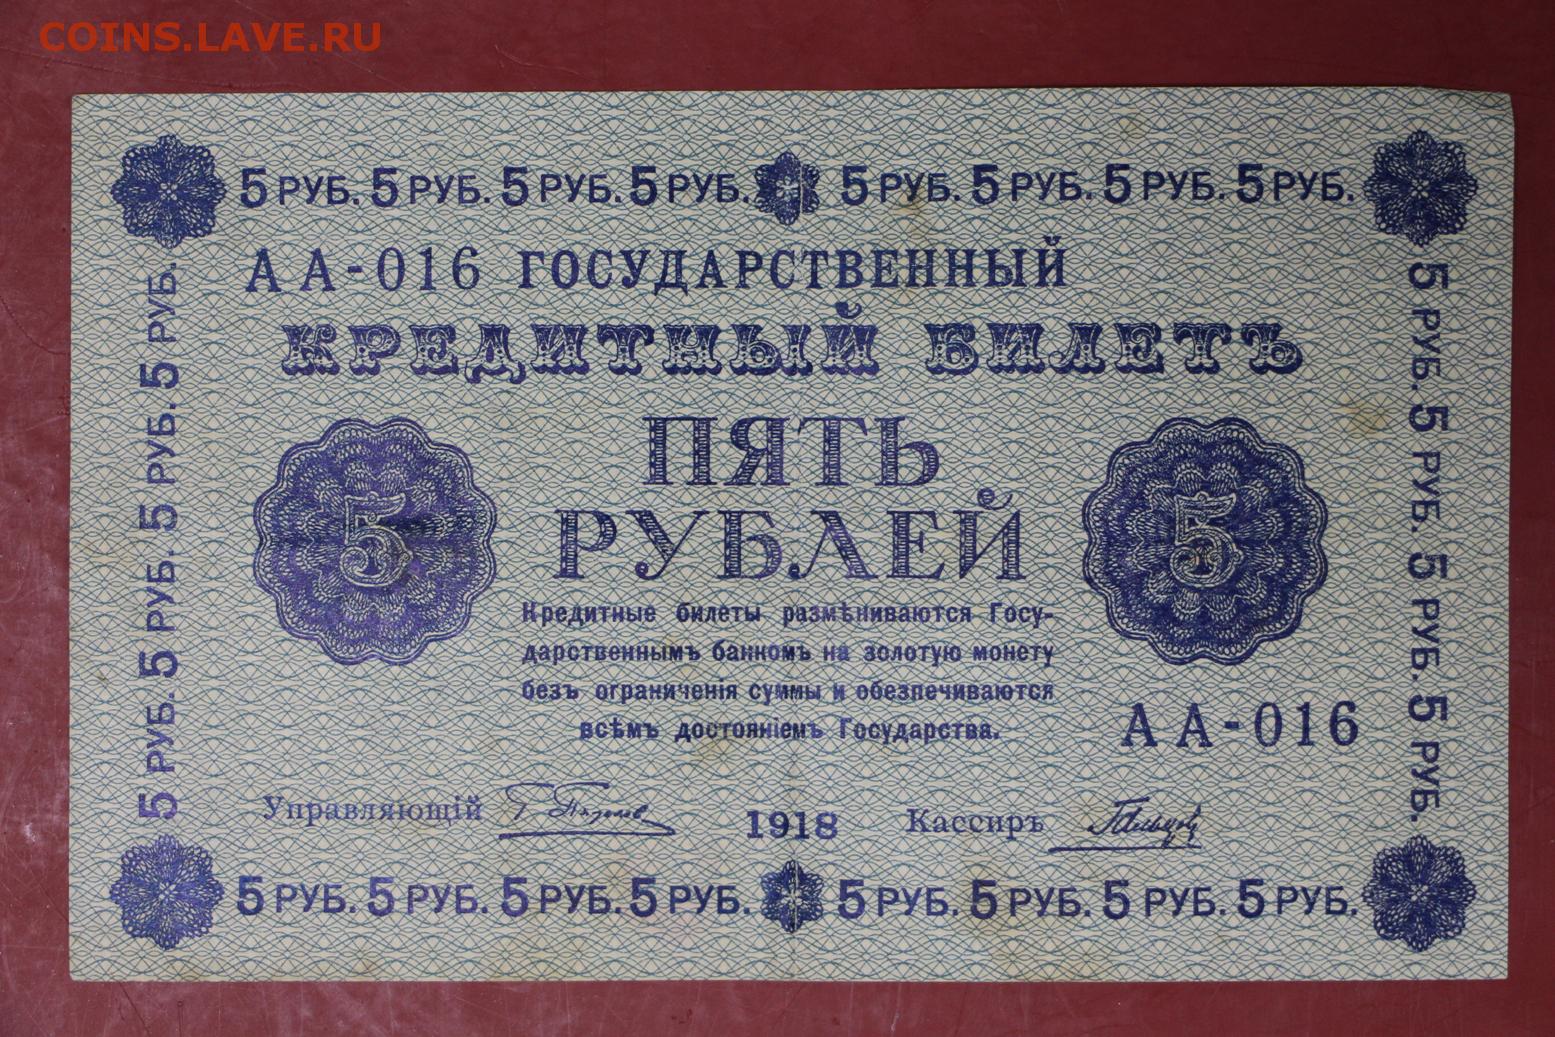 COINS.LAVE.RU
5 РУБ. 5 РУБ. 5 РУБ. 5 РУБ. 5 РУБ. 5 РУБ. 5 РУБ. 5 РУБ.
АА-016 ГОСУДАРСТВЕННЫЙ
КРЕДИТНЫЙ БИЛЕТЪ
5 РУБ. 5 РУБ. 5 РУБ. 5 РУБ.
5 РУБ. 5 РУБ. 5 РУБ. 5 РУБ.
ПЯТЬ
РУБЛЕЙ
5
5
Кредитные билеты размѣниваются Госу-
дарственнымъ банкомъ на золотую монету
безъ ограниченія суммы и обезпечиваются
всѣмъ достояніемъ Государства.
АА-016
Управляющій
1918 Кассиръ
5 РУБ. 5 РУБ. 5 РУБ. 5 РУБ. 5 РУБ. 5 РУБ. 5 РУБ. 5 РУБ.